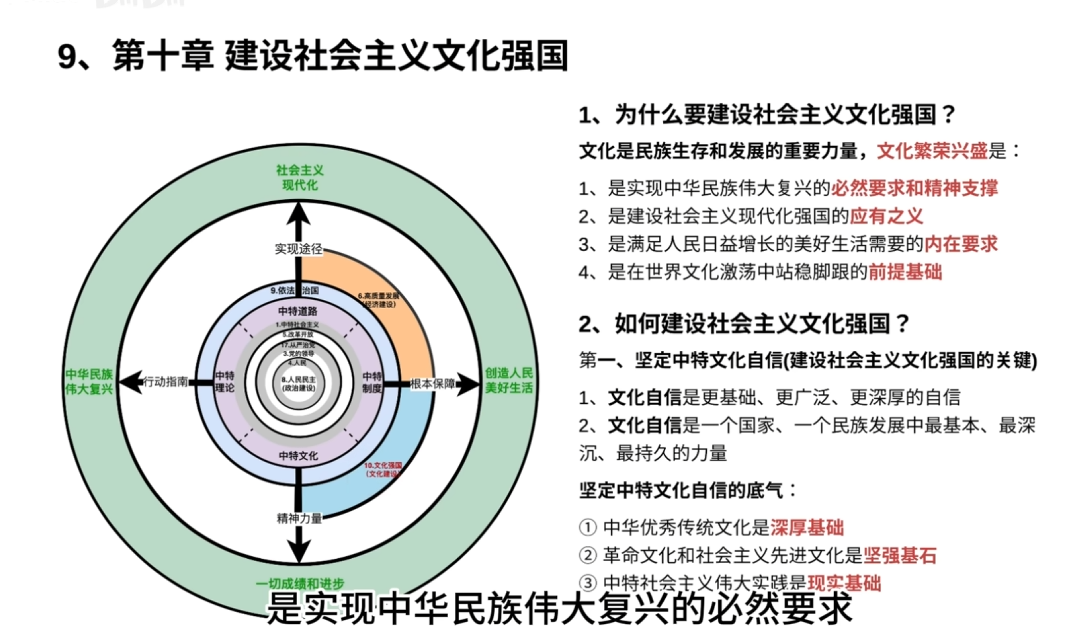 9、第十章 建设社会主义文化强国
社会主义
现代化
实现途径
9.依法治国
6.高质量发展
(经济建设)
中特道路
1.中特社会主义
5.改革开放
17.从严治党
3.党的领导
4.人民
8.人民民主
(政治建设)
中华民族
伟大复兴
行动指南
中特
理论
中特
制度
根本保障
创造人民
美好生活
中特文化
10.文化强国
(文化建设)
精神力量
一切成绩和进步
1、为什么要建设社会主义文化强国？
文化是民族生存和发展的重要力量，文化繁荣兴盛是：
1、是实现中华民族伟大复兴的必然要求和精神支撑
2、是建设社会主义现代化强国的应有之义
3、是满足人民日益增长的美好生活需要的内在要求
4、是在世界文化激荡中站稳脚跟的前提基础
2、如何建设社会主义文化强国？
第一、坚定中特文化自信(建设社会主义文化强国的关键)
1、文化自信是更基础、更广泛、更深厚的自信
2、文化自信是一个国家、一个民族发展中最基本、最深
沉、最持久的力量
坚定中特文化自信的底气：
① 中华优秀传统文化是深厚基础
② 革命文化和社会主义先进文化是坚强基石
③ 中特社会主义伟大实践是现实基础
是实现中华民族伟大复兴的必然要求